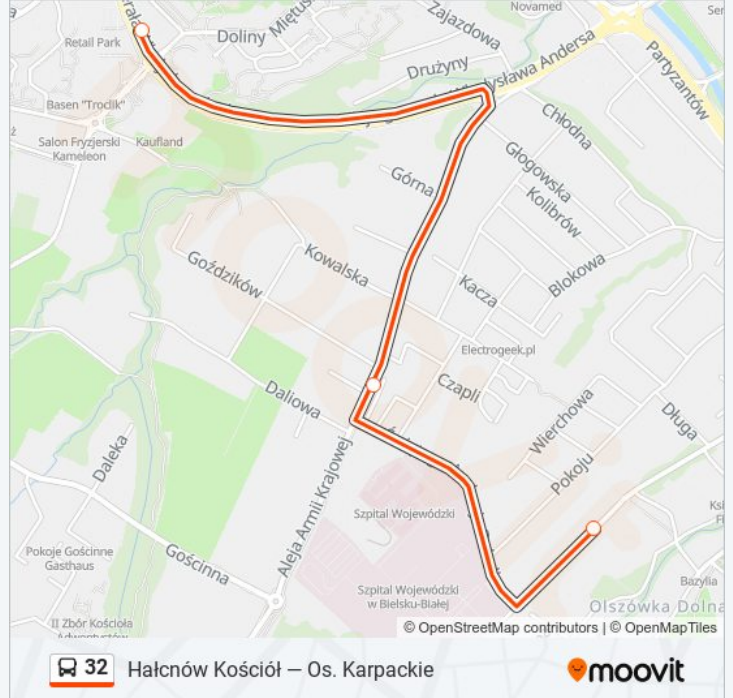 Retail Park
Doliny Miętus
Zajazdowa
Novamed
Drużyny
Władysława Andersa
Partyzantów
Basen "Troclik"
Salon Fryzjerski
Kameleon
Kaufland
Chłodna
Głogowska
Górna
Kolibrów
Goździków
Kowalska
Kacza
Blokowa
Electrogeek.pl
Czapli
Daliowa
Wierchowa
Długa
Daleka
Aleja Armii Krajowej
Pokoju
Szpital Wojewódzki
Pokoje Gościnne
Gasthaus
Gościnna
Szpital Wojewódzki
w Bielsku-Białej
Bazylia
Olszówka Dolna
II Zbór Kościoła
Adwentystów
© OpenStreetMap contributors | © OpenMapTiles
32 Hałcnów Kościół — Os. Karpackie
moovit